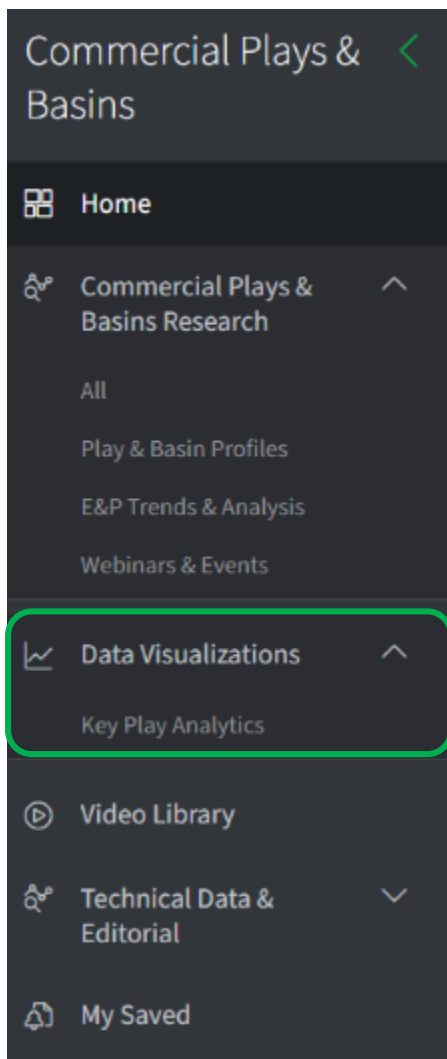 Commercial Plays &
Basins
Home
Commercial Plays &
Basins Research
All
Play & Basin Profiles
E&P Trends & Analysis
Webinars & Events
Data Visualizations
Key Play Analytics
Video Library
Technical Data &
Editorial
My Saved